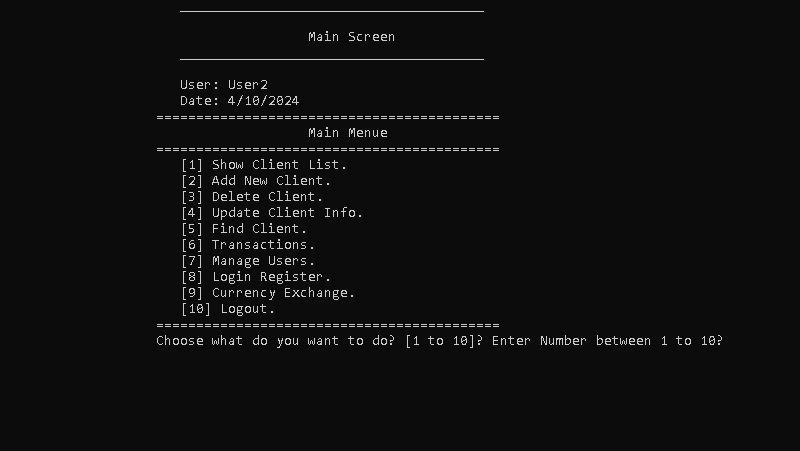 Main Screen
User: User2
Date: 4/10/2024
===========================================
Main Menue
===========================================
[1] Show Client List.
[2] Add New Client.
[3] Delete Client.
[4] Update Client Info.
[5] Find Client.
[6] Transactions.
[7] Manage Users.
[8] Login Register.
[9] Currency Exchange.
[10] Logout.
===========================================
Choose what do you want to do? [1 to 10]? Enter Number between 1 to 10?